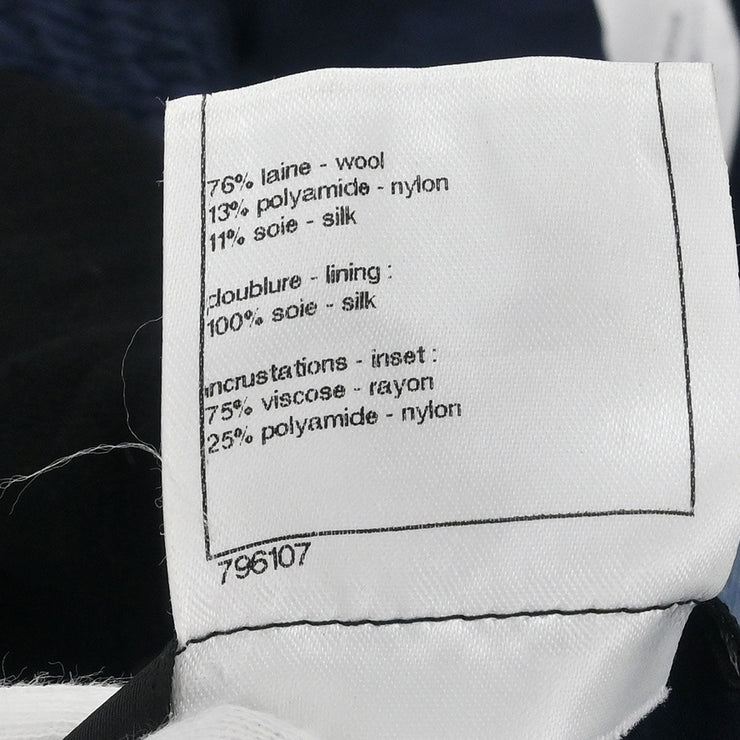 76% laine - wool
13% polyamide - nylon
11% soie - silk
doublure - lining :
100% soie - silk
incrustations - inset :
75% viscose - rayon
25% polyamide - nylon
796107